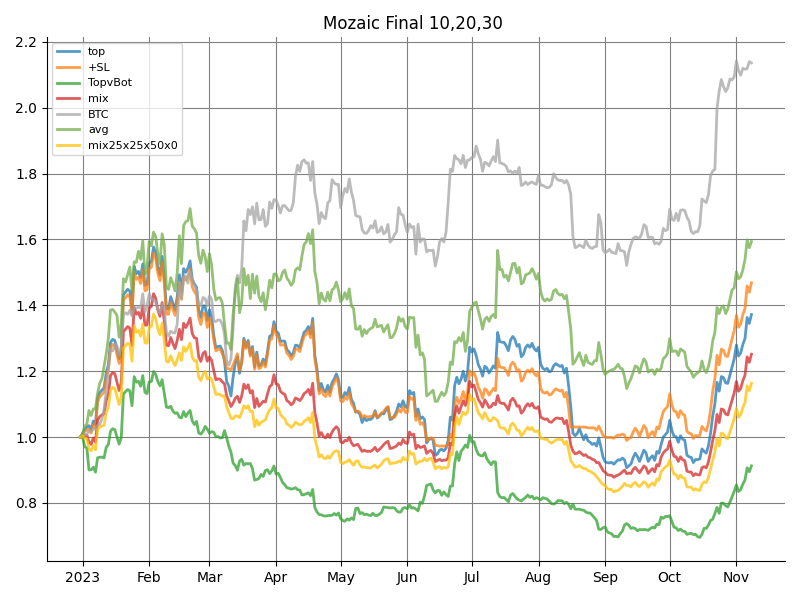 Mozaic Final 10,20,30
top
+SL
TopvBot
mix
BTC
avg
mix25x25x50x0
2.2
2.0
1.8
1.6
1.4
1.2
1.0
0.8
2023 Feb Mar Apr May Jun Jul Aug Sep Oct Nov